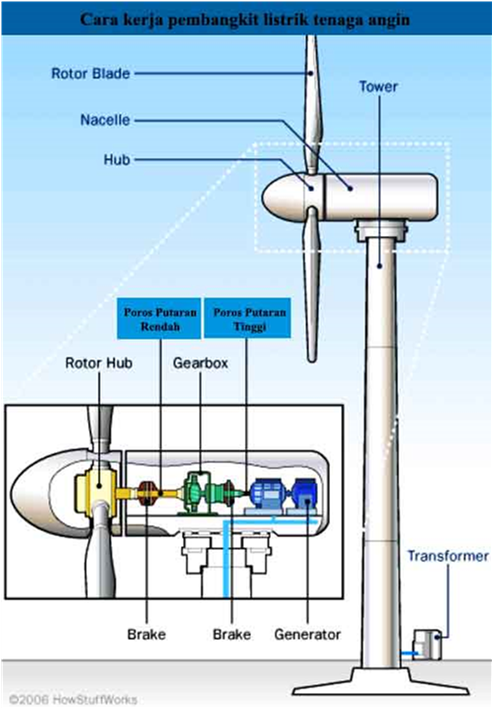 Cara kerja pembangkit listrik tenaga angin
Rotor Blade
Tower
Nacelle
Hub
Poros Putaran
Rendah
Poros Putaran
Tinggi
Rotor Hub
Gearbox
Transformer
Brake
Brake
Generator
©2006 HowStuffWorks